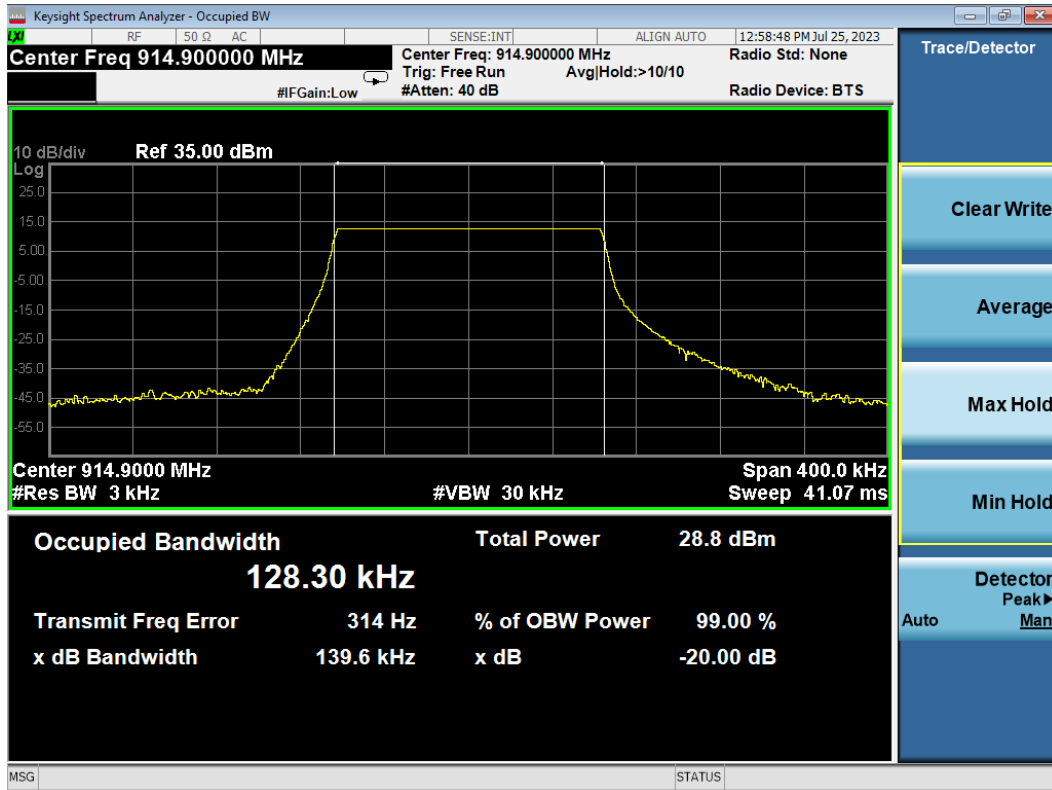 Keysight Spectrum Analyzer - Occupied BW
LXI RF 50 Ω AC SENSE:INT ALIGN AUTO 12:58:48 PM Jul 25, 2023
Center Freq 914.900000 MHz Center Freq: 914.900000 MHz Radio Std: None
Trig: Free Run Avg|Hold:>10/10
#IFGain:Low #Atten: 40 dB Radio Device: BTS
10 dB/div Ref 35.00 dBm
Log
25.0
15.0
5.00
-5.00
-15.0
-25.0
-35.0
-45.0
-55.0
Center 914.9000 MHz Span 400.0 kHz
#Res BW 3 kHz #VBW 30 kHz Sweep 41.07 ms
Occupied Bandwidth Total Power 28.8 dBm
128.30 kHz
Transmit Freq Error 314 Hz % of OBW Power 99.00 %
x dB Bandwidth 139.6 kHz x dB -20.00 dB
MSG STATUS
Trace/Detector
Clear Write
Average
Max Hold
Min Hold
Detector
Peak▶
Auto Man